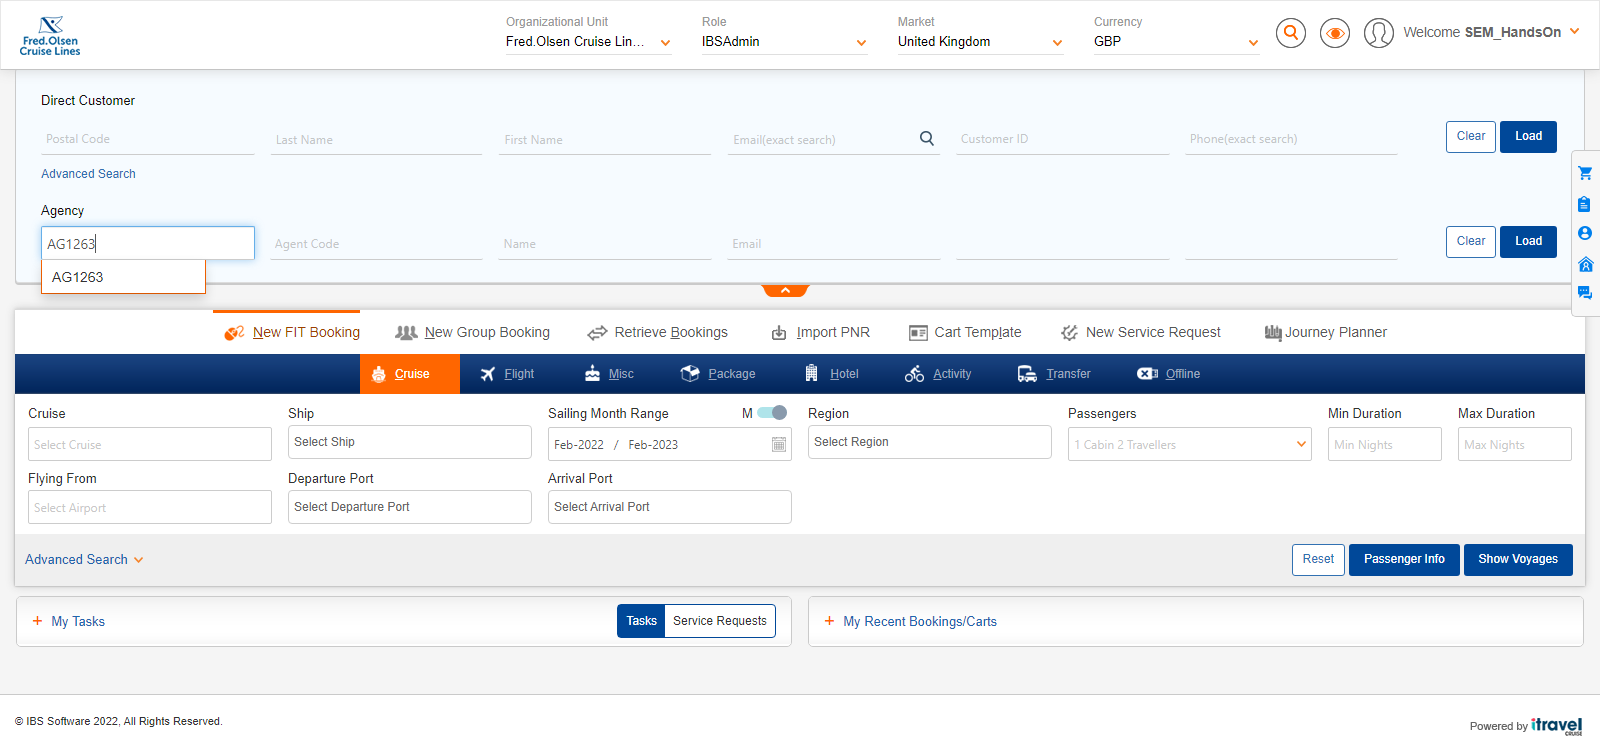 Fred.Olsen
Cruise Lines
Organizational Unit
Fred.Olsen Cruise Lin...
Role
IBSAdmin
Market
United Kingdom
Currency
GBP
Welcome SEM_HandsOn
Direct Customer
Postal Code Last Name First Name Email(exact search) Customer ID Phone(exact search) Clear Load
Advanced Search
Agency
AG1263 Agent Code Name Email Clear Load
AG1263
New FIT Booking New Group Booking Retrieve Bookings Import PNR Cart Template New Service Request Journey Planner
Cruise Flight Misc Package Hotel Activity Transfer Offline
Cruise Ship Sailing Month Range M Region Passengers Min Duration Max Duration
Select Cruise Select Ship Feb-2022 / Feb-2023 Select Region 1 Cabin 2 Travellers Min Nights Max Nights
Flying From Departure Port Arrival Port
Select Airport Select Departure Port Select Arrival Port
Advanced Search Reset Passenger Info Show Voyages
+ My Tasks Tasks Service Requests + My Recent Bookings/Carts
© IBS Software 2022, All Rights Reserved.
Powered by itravel
CRUISE